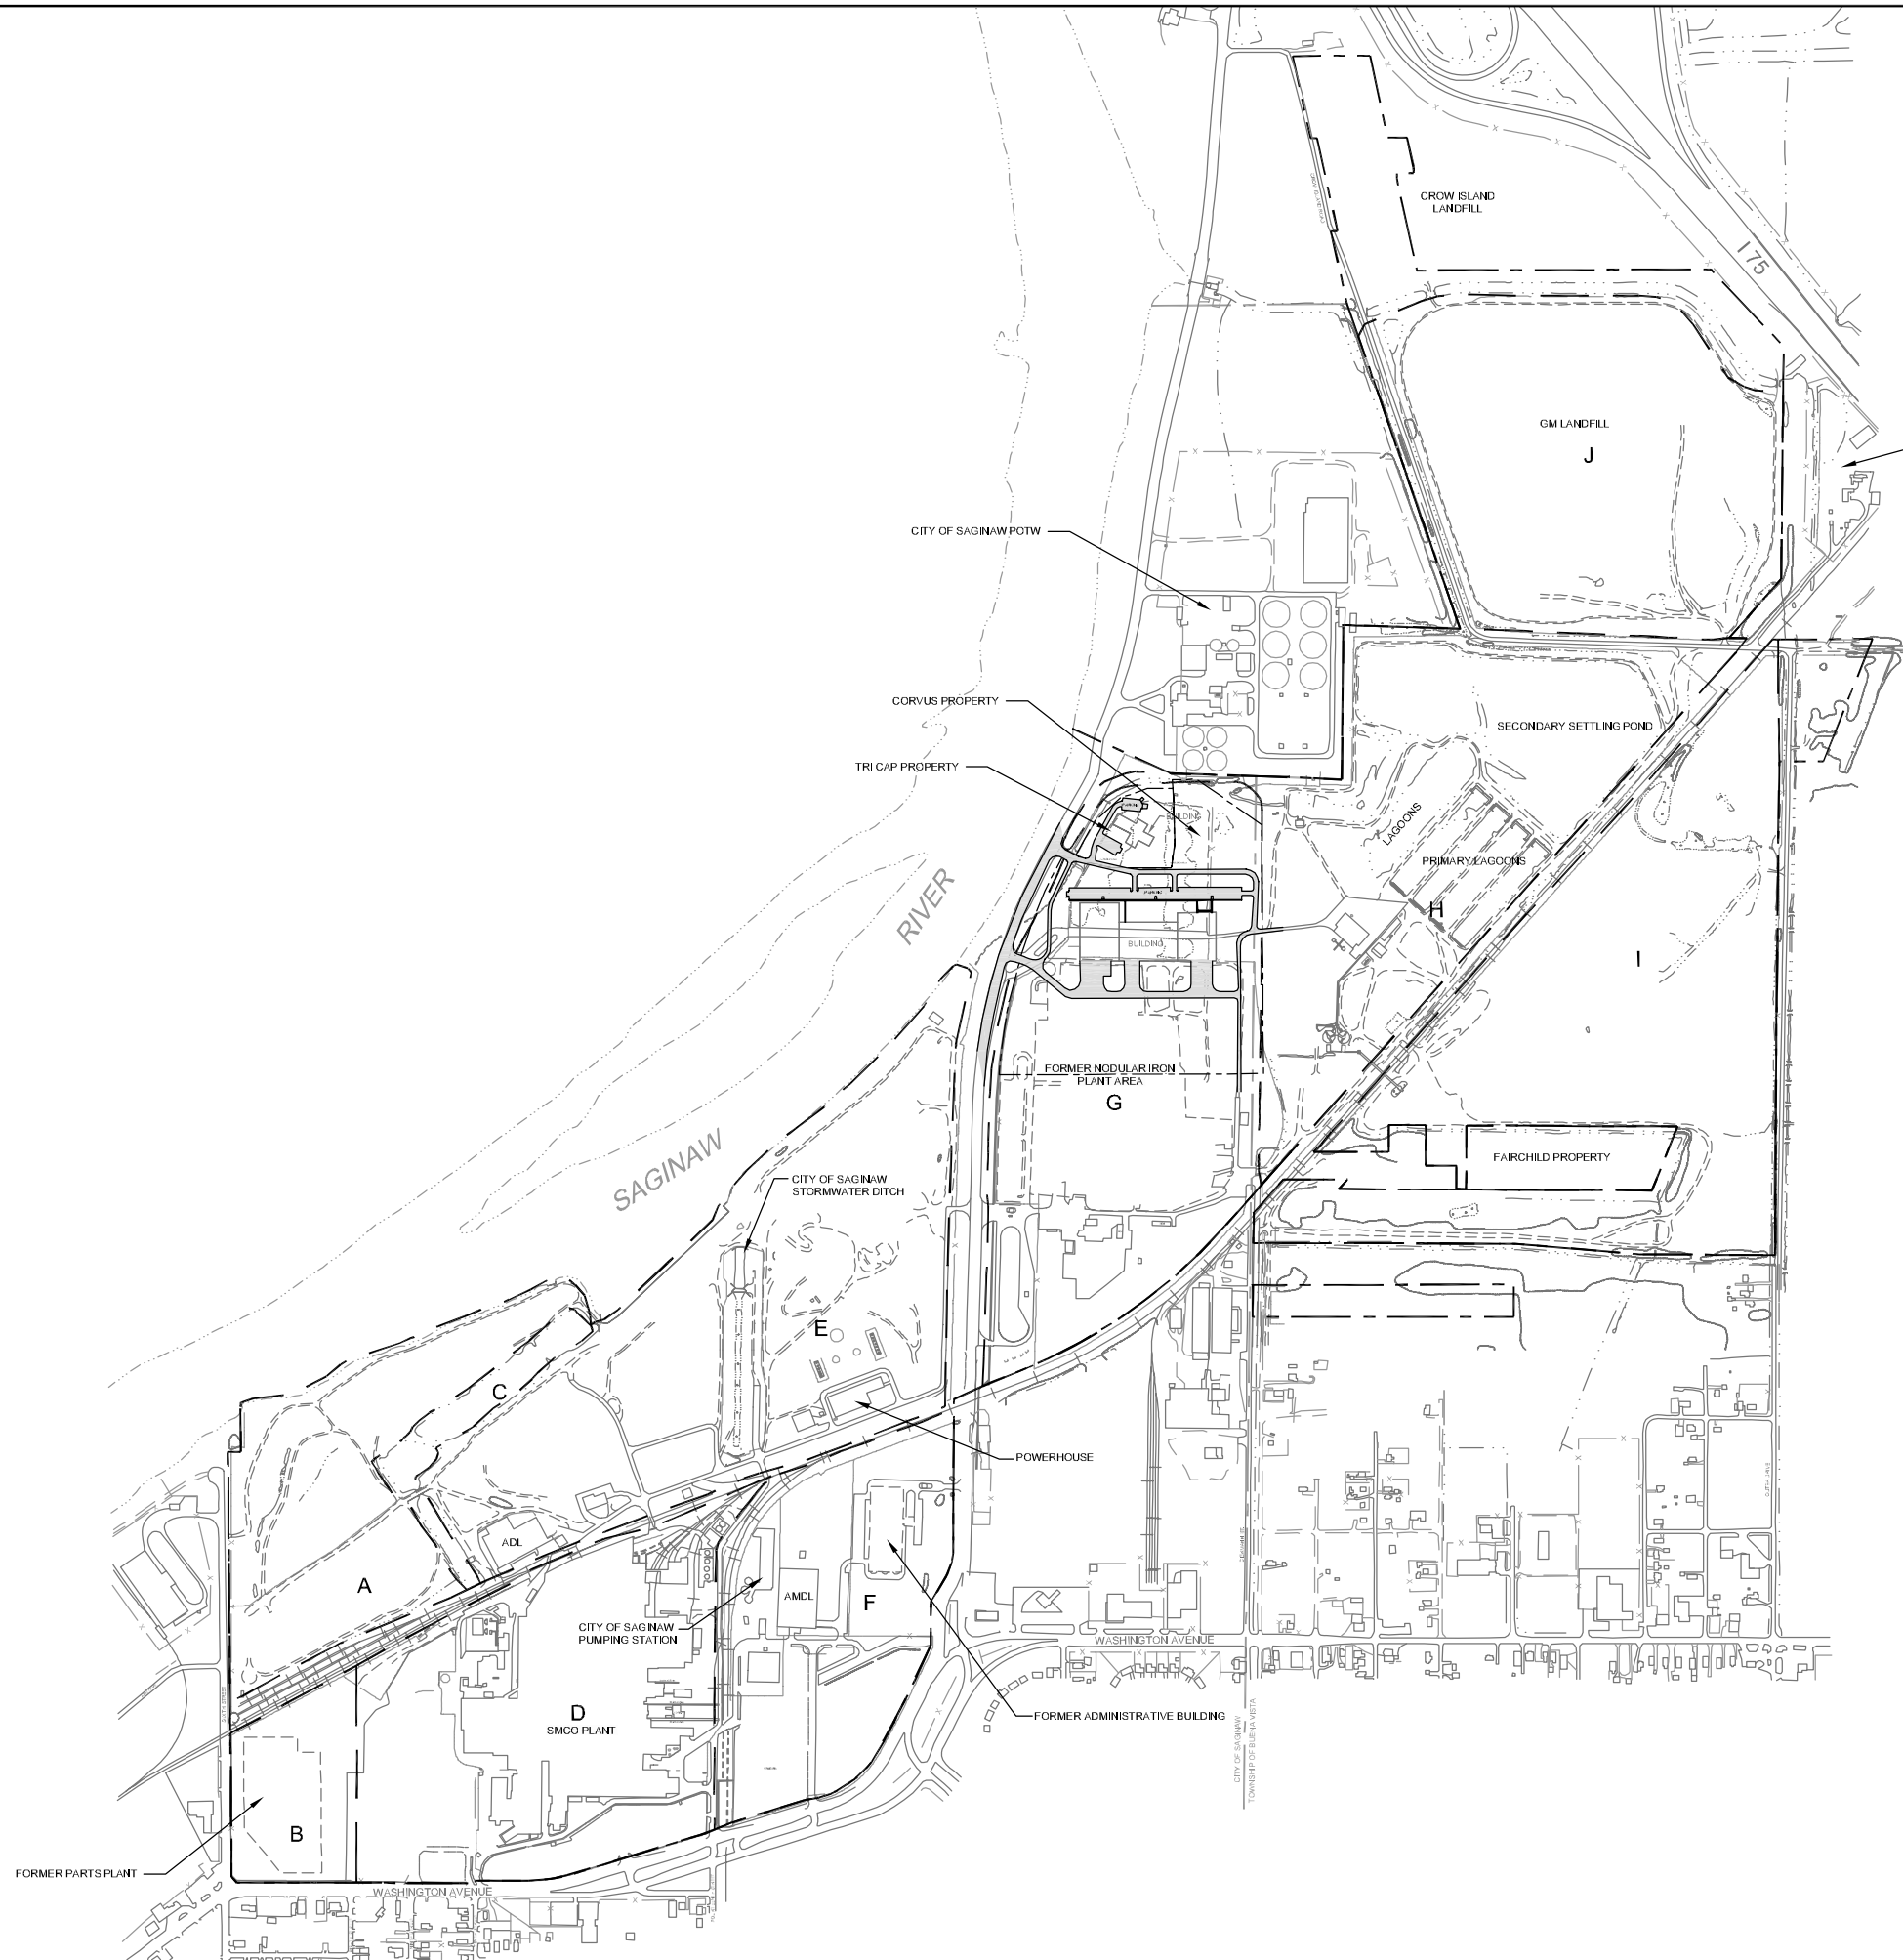 CROW ISLAND
LANDFILL
I 75
GM LANDFILL
J
CITY OF SAGINAW POTW
CORVUS PROPERTY
SECONDARY SETTLING POND
TRI CAP PROPERTY
BUILDING
LAGOONS
PRIMARY LAGOONS
H
RIVER
BUILDING
I
FORMER NODULAR IRON
PLANT AREA
G
SAGINAW
FAIRCHILD PROPERTY
CITY OF SAGINAW
STORMWATER DITCH
E
C
POWERHOUSE
ADL
A
AMDL
F
CITY OF SAGINAW
PUMPING STATION
WASHINGTON AVENUE
D
SMCO PLANT
FORMER ADMINISTRATIVE BUILDING
CITY OF SAGINAW
TOWNSHIP OF BUENA VISTA
B
FORMER PARTS PLANT
WASHINGTON AVENUE